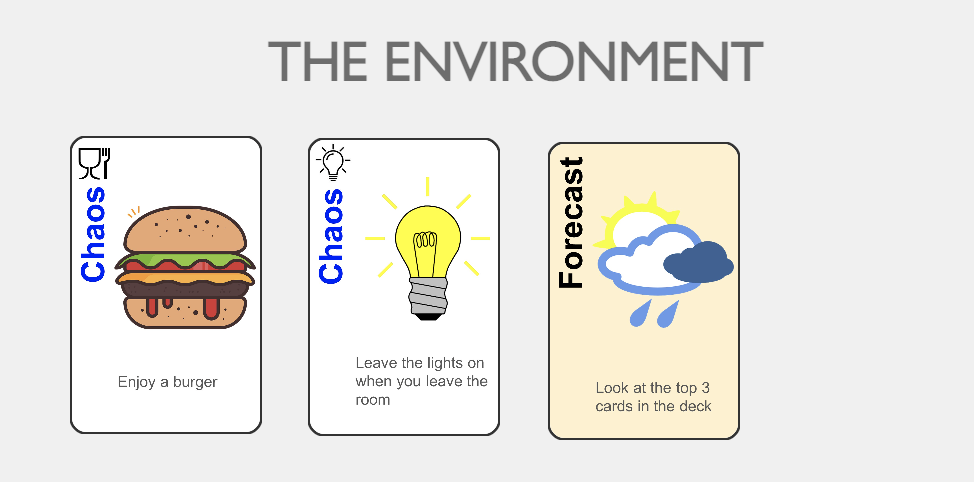 THE ENVIRONMENT
Chaos
Enjoy a burger
Chaos
Leave the lights on
when you leave the
room
Forecast
Look at the top 3
cards in the deck